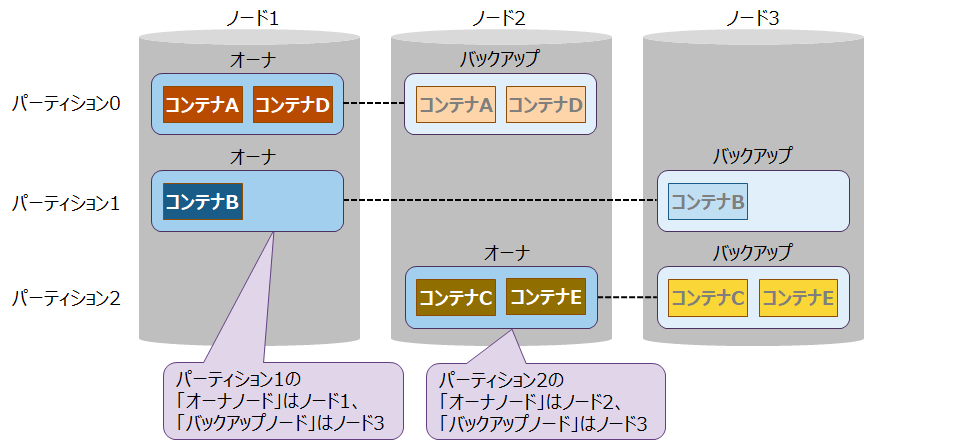 ノード1
ノード2
ノード3
オーナ
バックアップ
パーティション0
コンテナA
コンテナD
コンテナA
コンテナD
オーナ
バックアップ
パーティション1
コンテナB
コンテナB
オーナ
バックアップ
パーティション2
コンテナC
コンテナE
コンテナC
コンテナE
パーティション1の
「オーナノード」はノード1、
「バックアップノード」はノード3
パーティション2の
「オーナノード」はノード2、
「バックアップノード」はノード3